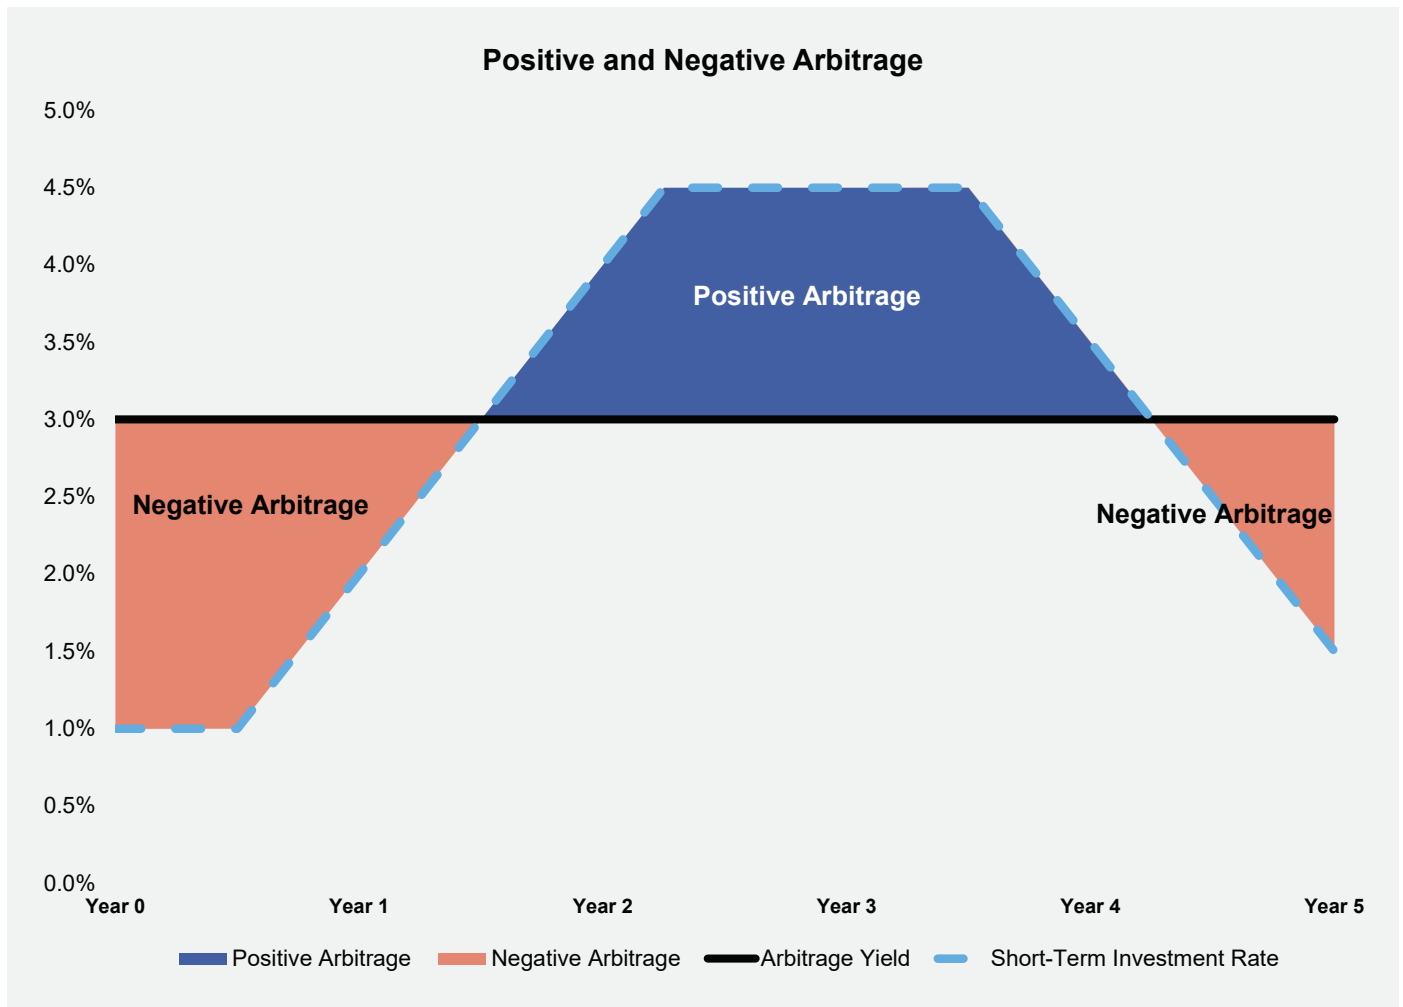 Positive and Negative Arbitrage
5.0%
4.5%
4.0%
Positive Arbitrage
3.5%
3.0%
2.5%
Negative Arbitrage
Negative Arbitrage
2.0%
1.5%
1.0%
0.5%
0.0%
Year 0 Year 1 Year 2 Year 3 Year 4 Year 5
Positive Arbitrage Negative Arbitrage Arbitrage Yield Short-Term Investment Rate